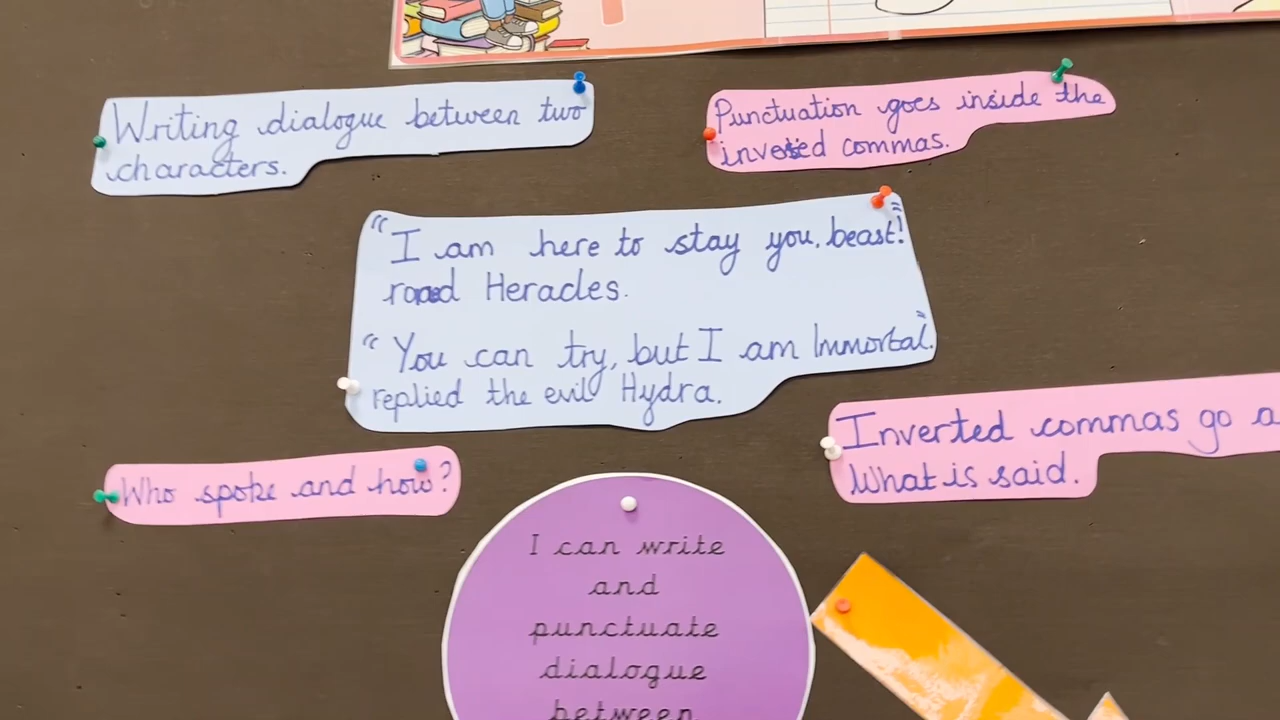 Writing dialogue between two
characters.
Punctuation goes inside the
inverted commas.
"I am here to stay you, beast!"
roared Heracles.
"You can try, but I am Immortal."
replied the evil Hydra.
Inverted commas go a
What is said.
Who spoke and how?
I can write
and
punctuate
dialogue
between